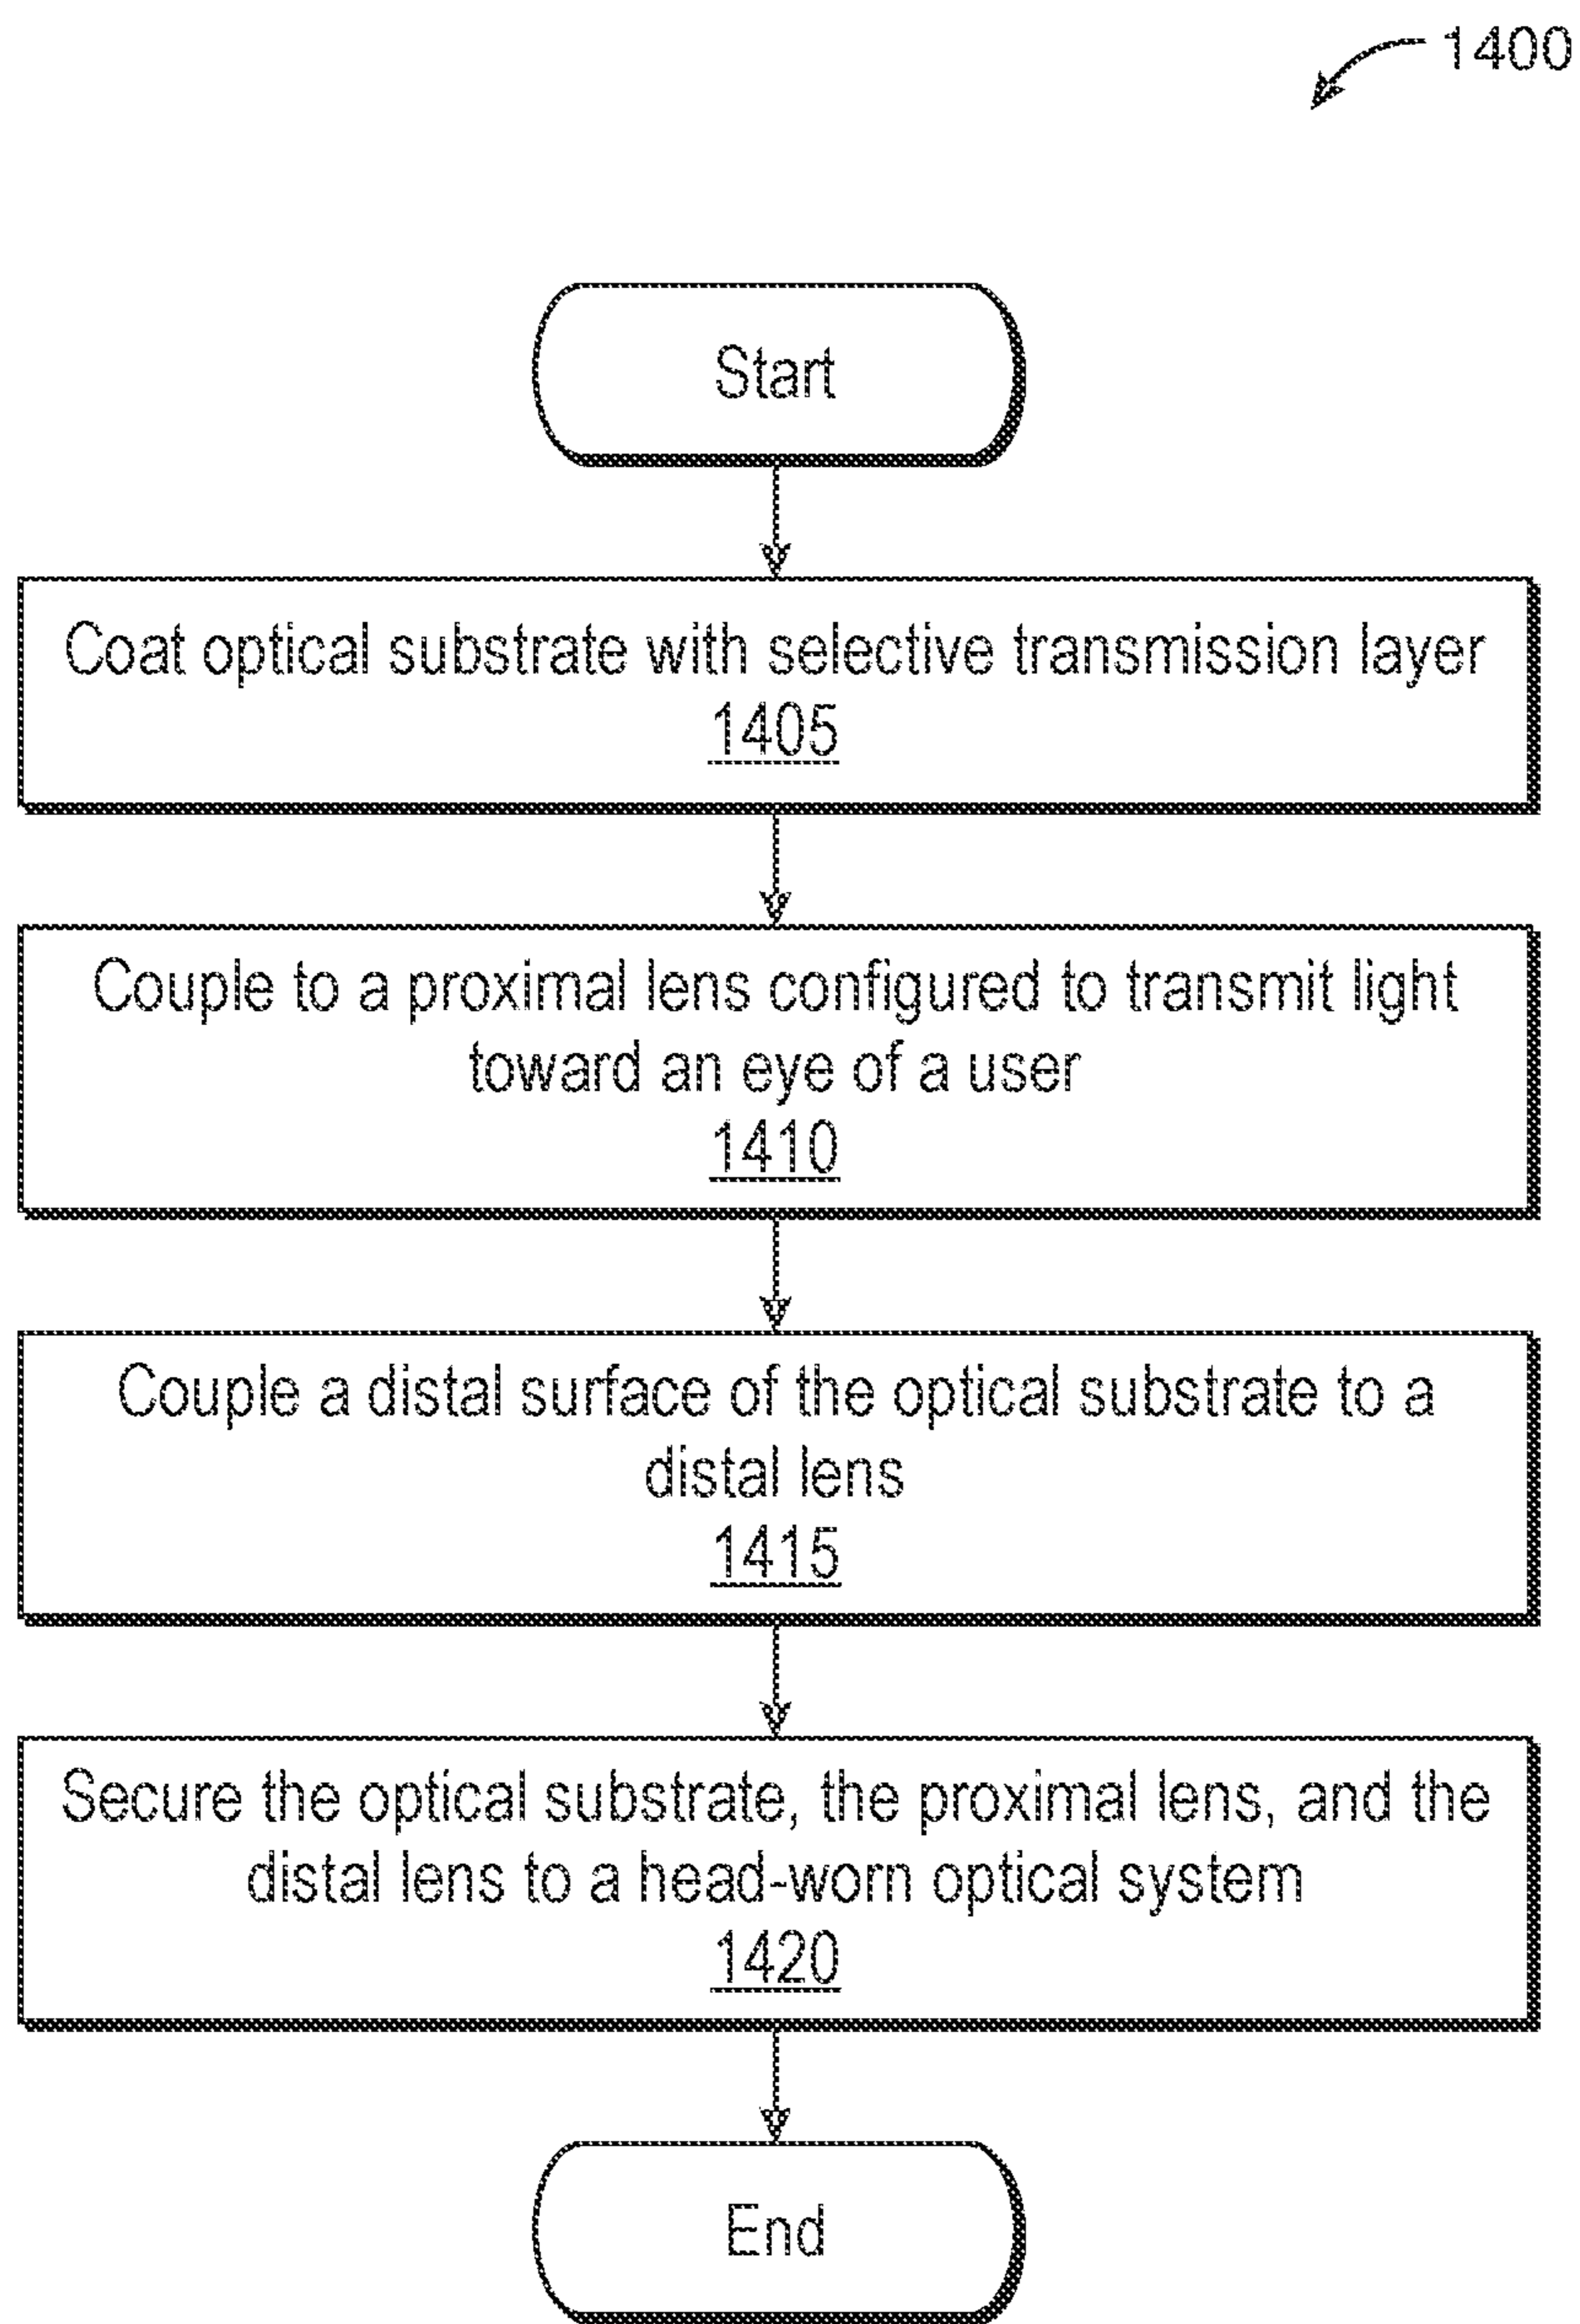 1400
Start
Coat optical substrate with selective transmission layer
1405
Couple to a proximal lens configured to transmit light
toward an eye of a user
1410
Couple a distal surface of the optical substrate to a
distal lens
1415
Secure the optical substrate, the proximal lens, and the
distal lens to a head-worn optical system
1420
End